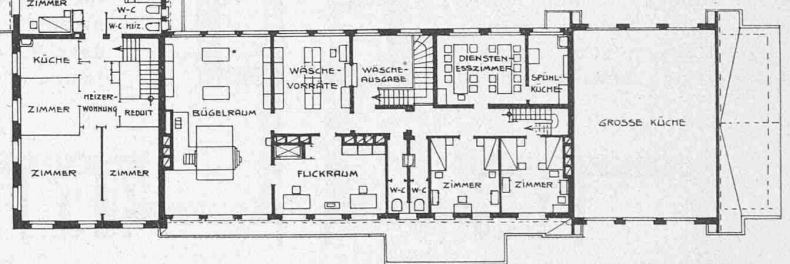 ZIMMER
W-C
W-C HEIZ.
KÜCHE
ZIMMER
HEIZER-
WOHNUNG
REDUIT
ZIMMER
ZIMMER
BÜGELRAUM
WÄSCHE-
VORRÄTE
WÄSCHE-
AUSGABE
DIENSTEN-
ESSZIMMER
SPÜHL-
KÜCHE
GROSSE KÜCHE
FLICKRAUM
W-C
W-C
ZIMMER
ZIMMER